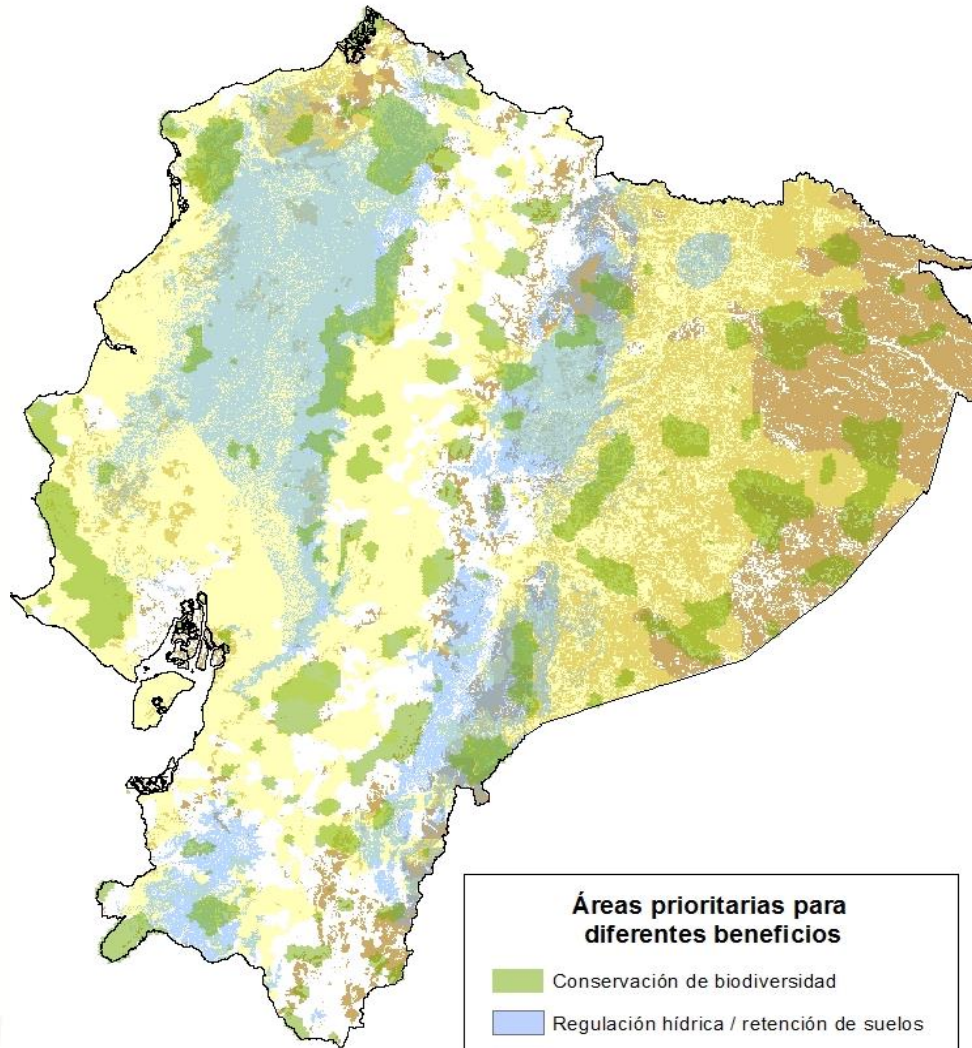 Áreas prioritarias para
diferentes beneficios
Conservación de biodiversidad
Regulación hídrica / retención de suelos